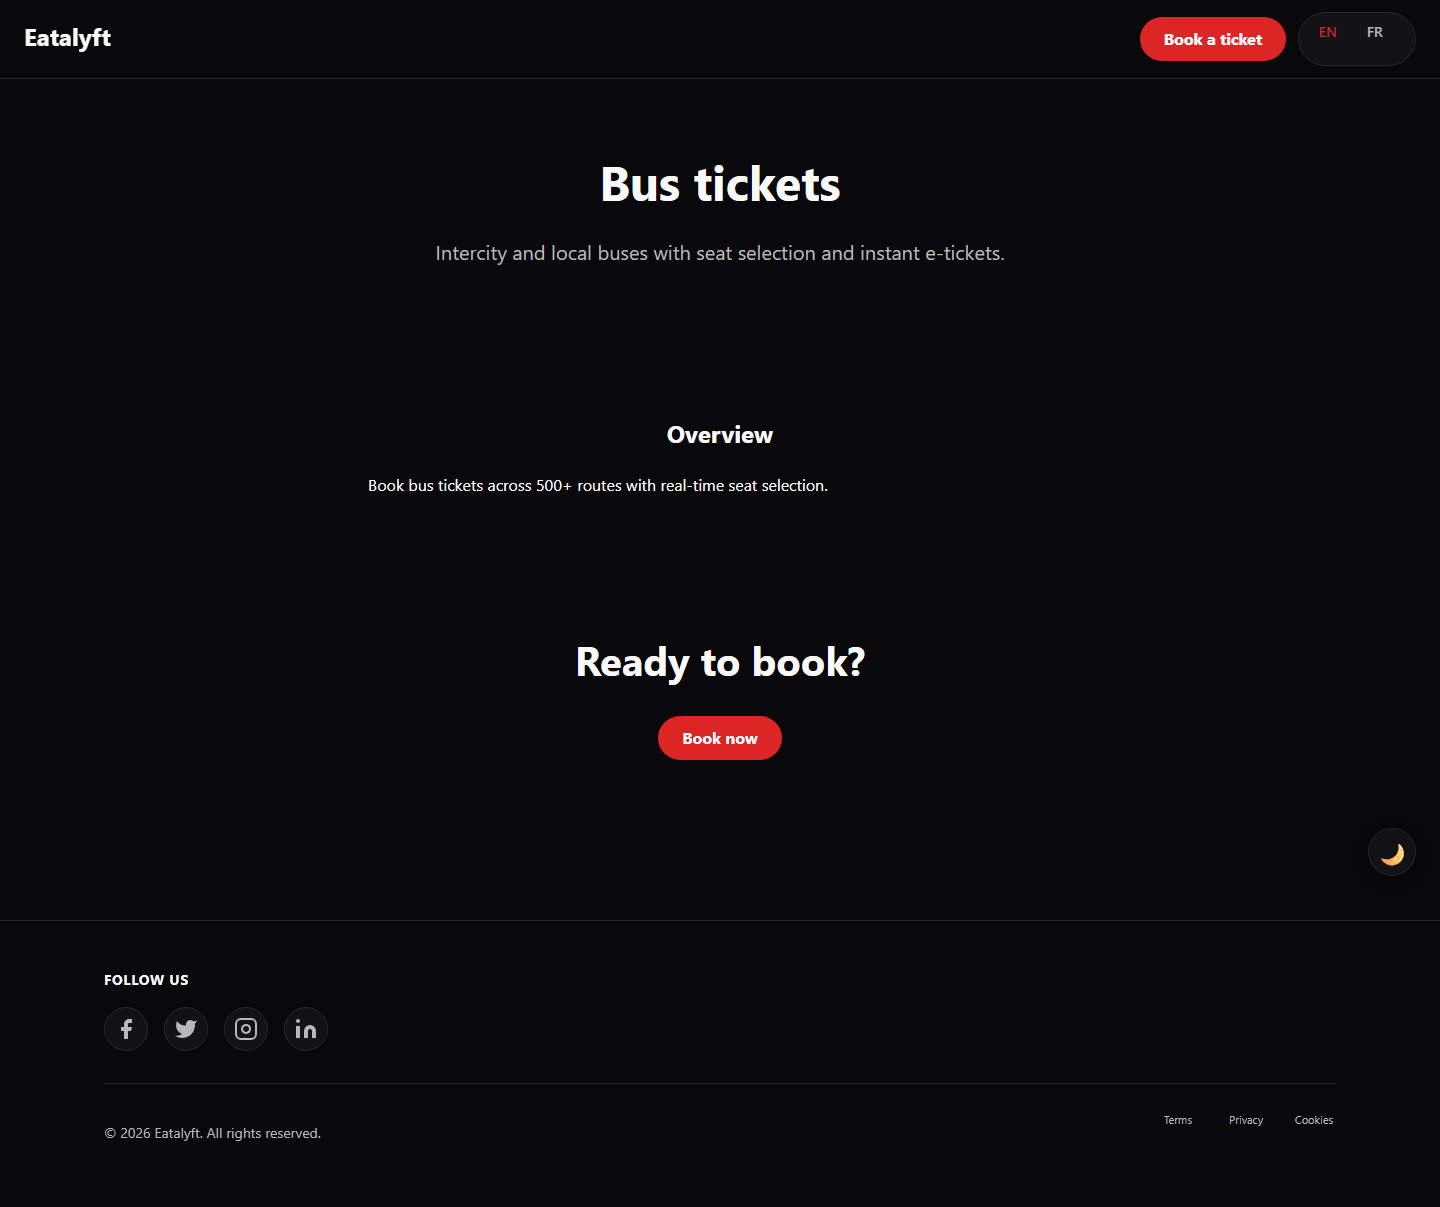 Eatalyft
Book a ticket
EN
FR
Bus tickets
Intercity and local buses with seat selection and instant e-tickets.
Overview
Book bus tickets across 500+ routes with real-time seat selection.
Ready to book?
Book now
FOLLOW US
© 2026 Eatalyft. All rights reserved.
Terms
Privacy
Cookies